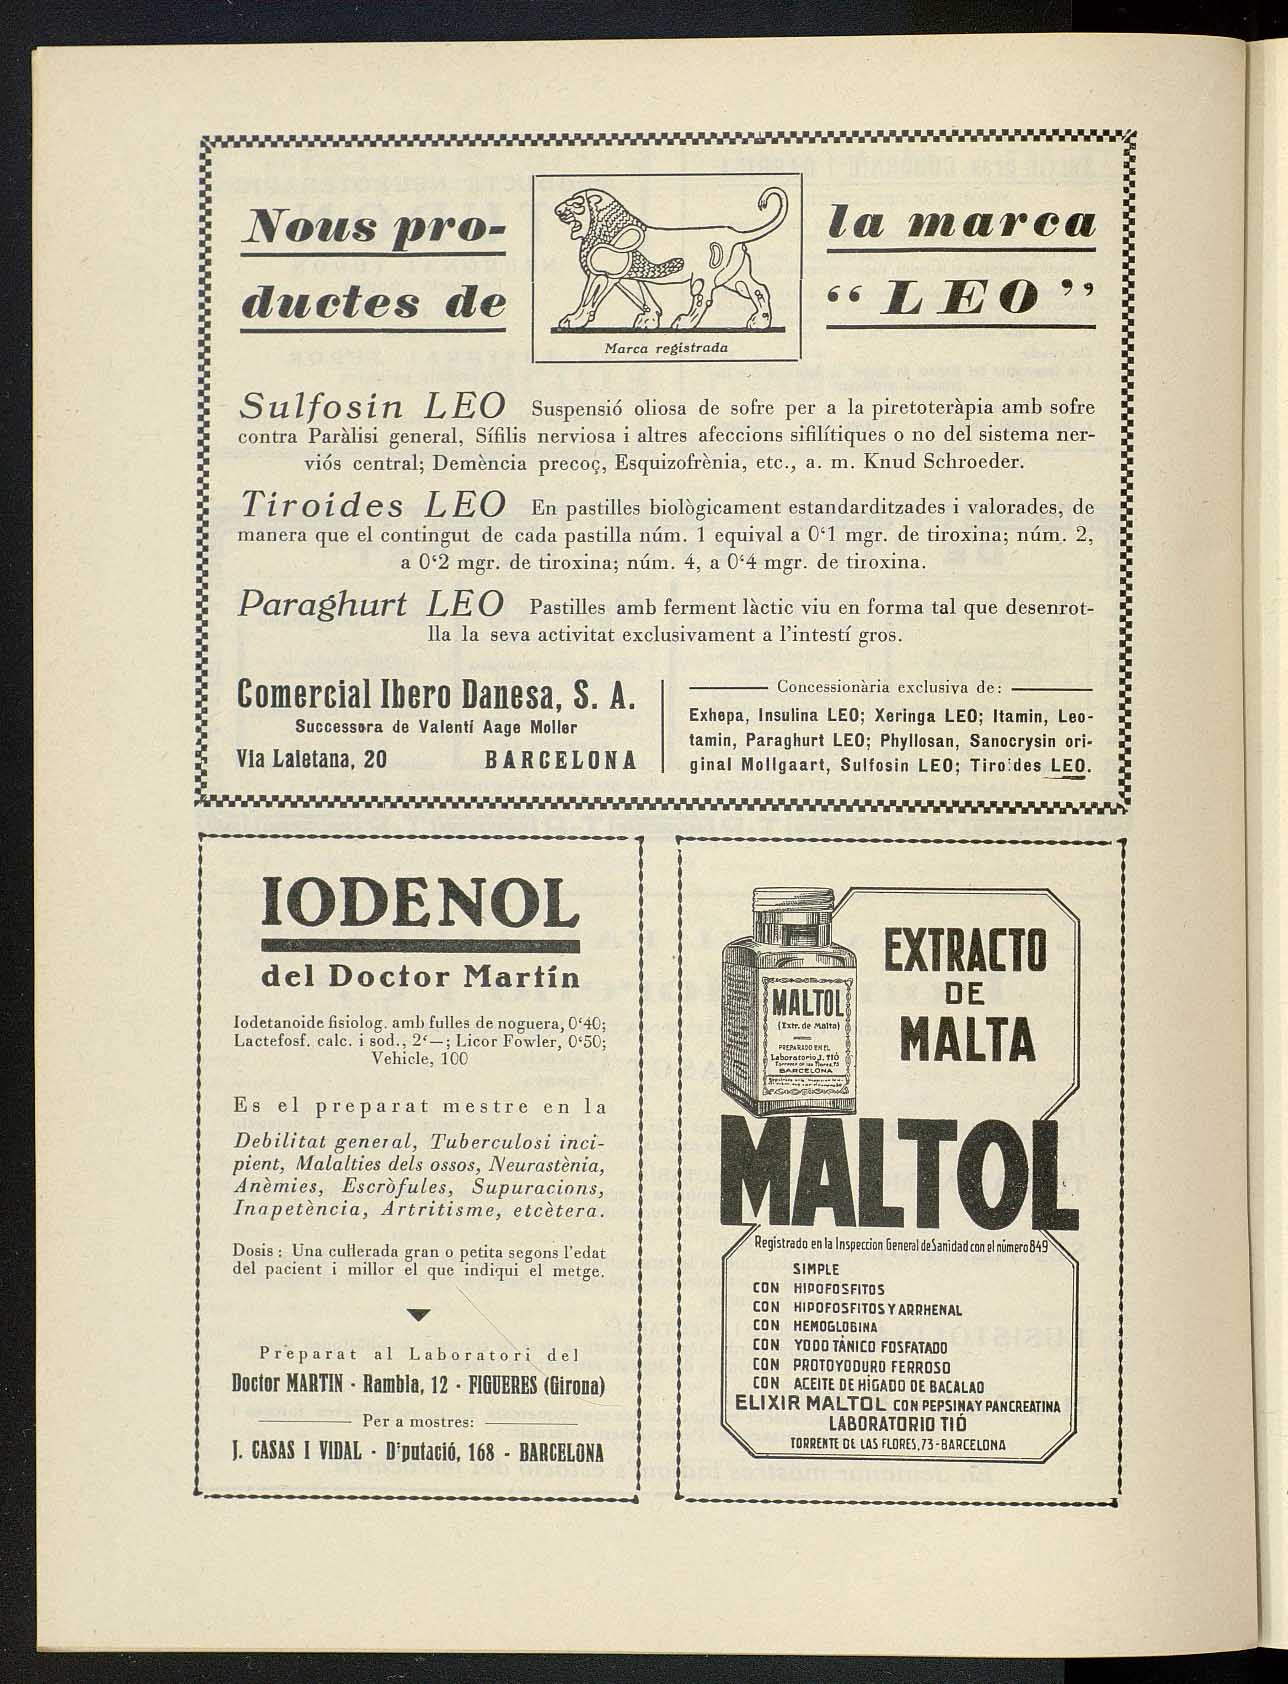 Nous pro-
ductes de
la marca
“LEO”
Marca registrada
Sulfosin LEO Suspensió oliosa de sofre per a la piretoteràpia amb sofre
contra Paràlisi general, Sífilis nerviosa i altres afeccions sifilítiques o no del sistema ner-
viós central; Demència precoç, Esquizofrènia, etc., a. m. Knud Schroeder.
Tiroides LEO En pastilles biològicament estandarditzades i valorades, de
manera que el contingut de cada pastilla núm. 1 equival a 0‘1 mgr. de tiroxina; núm. 2,
a 0‘2 mgr. de tiroxina; núm. 4, a 0‘4 mgr. de tiroxina.
Paraghurt LEO Pastilles amb ferment làctic viu en forma tal que desenrot-
lla la seva activitat exclusivament a l’intestí gros.
Comercial Ibero Danesa, S. A.
Successora de Valentí Aage Moller
Via Laietana, 20 BARCELONA
Concessionària exclusiva de:
Exhepa, Insulina LEO; Xeringa LEO; Itamin, Leo-
tamin, Paraghurt LEO; Phyllosan, Sanocrysin ori-
ginal Mollgaart, Sulfosin LEO; Tiroides LEO.
IODENOL
del Doctor Martín
Iodetanoide fisiolog. amb fulles de noguera, 0‘40;
Lactefosf. calc. i sod., 2‘—; Licor Fowler, 0‘50;
Vehicle, 100
Es el preparat mestre en la
Debilitat general, Tuberculosi inci-
pient, Malalties dels ossos, Neurastènia,
Anèmies, Escròfules, Supuracions,
Inapetència, Artritisme, etcètera.
Dosis : Una cullerada gran o petita segons l’edat
del pacient i millor el que indiqui el metge.
Preparat al Laboratori del
Doctor MARTIN - Rambla, 12 - FIGUERES (Girona)
Per a mostres:
J. CASAS I VIDAL - Diputació, 168 - BARCELONA
MALTOL
(Extr. de Malta)
PREPARADO EN EL
Laboratorio J. TIÓ
Torrente de las Flores, 73
BARCELONA
EXTRACTO
DE
MALTA
MALTOL
Registrado en la Inspeccion General de Sanidad con el número 849
SIMPLE
CON HIPOFOSFITOS
CON HIPOFOSFITOS Y ARRHENAL
CON HEMOGLOBINA
CON YODO TÁNICO FOSFATADO
CON PROTOYODURO FERROSO
CON ACEITE DE HíGADO DE BACALAO
ELIXIR MALTOL CON PEPSINA Y PANCREATINA
LABORATORIO TIÓ
TORRENTE DE LAS FLORES, 73-BARCELONA